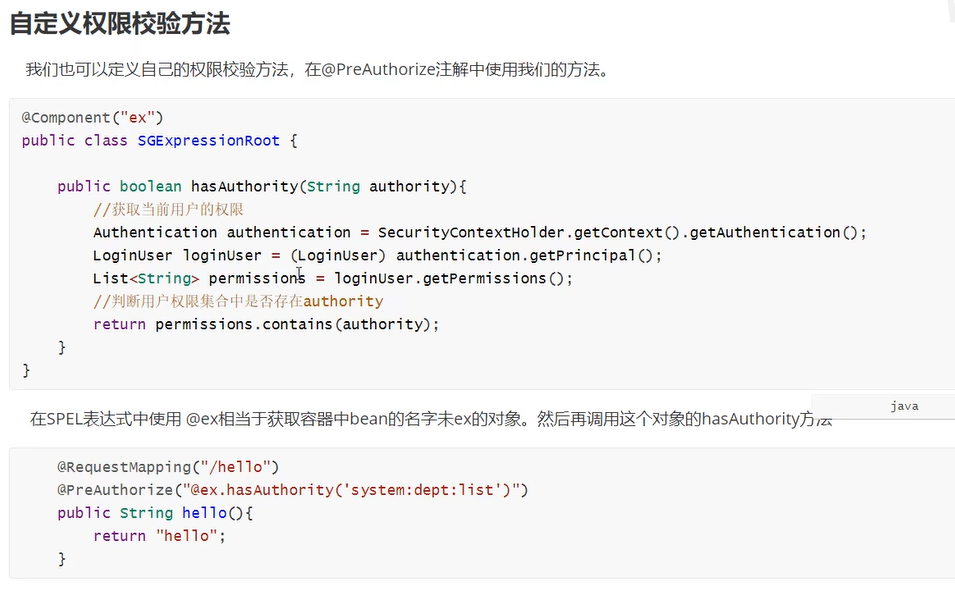 自定义权限校验方法
我们也可以定义自己的权限校验方法，在@PreAuthorize注解中使用我们的方法。
@Component("ex")
public class SGExpressionRoot {
public boolean hasAuthority(String authority){
//获取当前用户的权限
Authentication authentication = SecurityContextHolder.getContext().getAuthentication();
LoginUser loginUser = (LoginUser) authentication.getPrincipal();
List<String> permissions = loginUser.getPermissions();
//判断用户权限集合中是否存在authority
return permissions.contains(authority);
}
}
java
在SPEL表达式中使用 @ex相当于获取容器中bean的名字未ex的对象。然后再调用这个对象的hasAuthority方法
@RequestMapping("/hello")
@PreAuthorize("@ex.hasAuthority('system:dept:list')")
public String hello(){
return "hello";
}